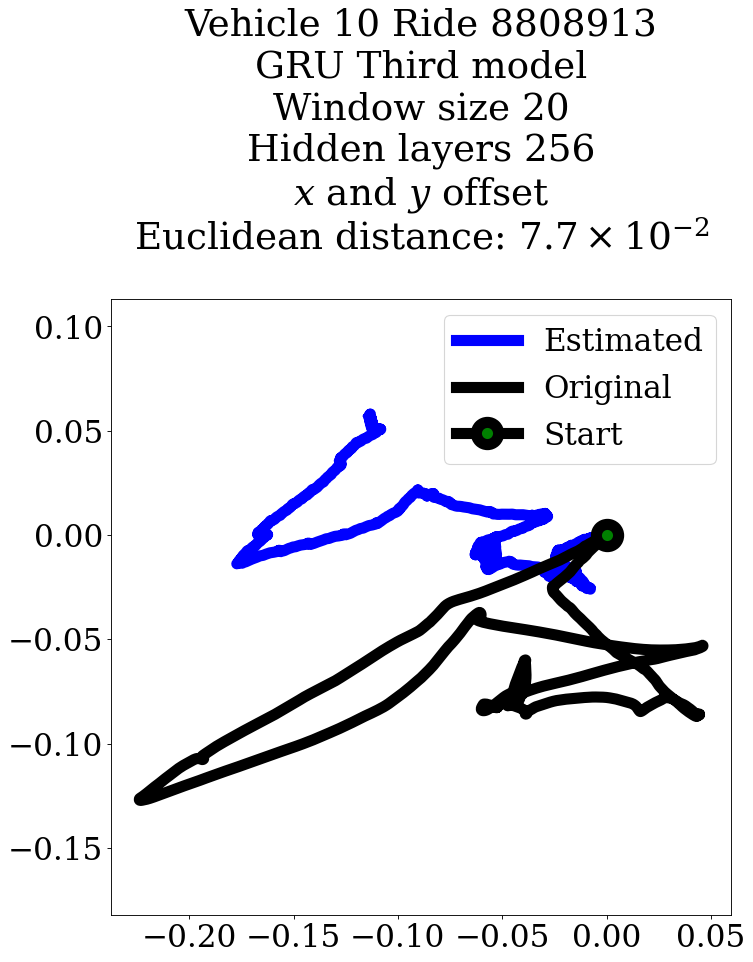 Vehicle 10 Ride 8808913
GRU Third model
Window size 20
Hidden layers 256
x and y offset
Euclidean distance: 7.7 × 10⁻²
Estimated
Original
Start
0.10
0.05
0.00
−0.05
−0.10
−0.15
−0.20 −0.15 −0.10 −0.05 0.00 0.05